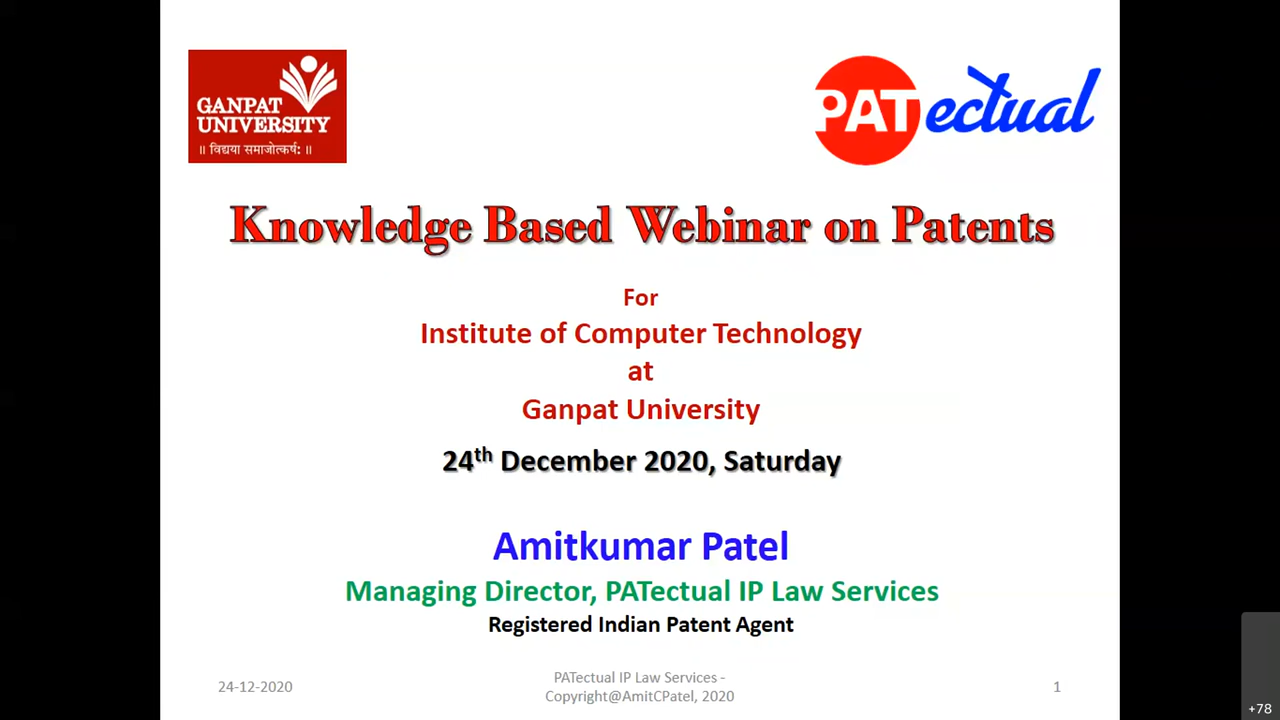 GANPAT
UNIVERSITY
॥ विद्यया समाजोत्कर्षः ॥
PATectual
Knowledge Based Webinar on Patents
For
Institute of Computer Technology
at
Ganpat University
24th December 2020, Saturday
Amitkumar Patel
Managing Director, PATectual IP Law Services
Registered Indian Patent Agent
24-12-2020
PATectual IP Law Services -
Copyright@AmitCPatel, 2020
1
+78